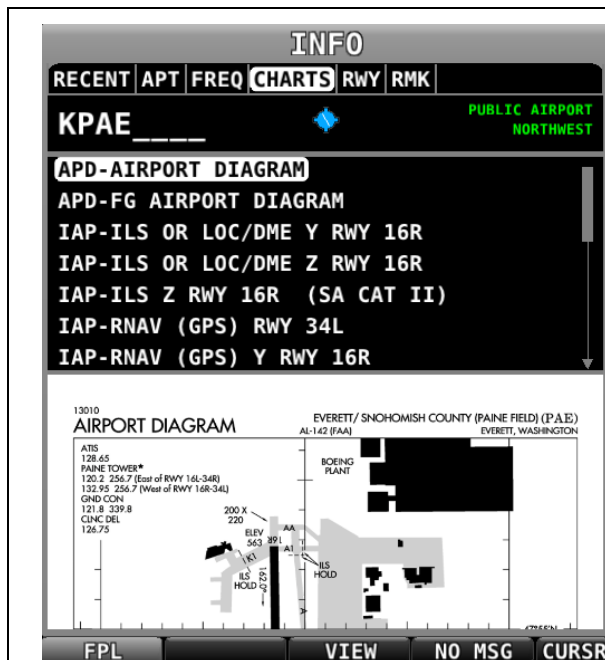 INFO
RECENT APT FREQ CHARTS RWY RMK
KPAE____
PUBLIC AIRPORT
NORTHWEST
APD-AIRPORT DIAGRAM
APD-FG AIRPORT DIAGRAM
IAP-ILS OR LOC/DME Y RWY 16R
IAP-ILS OR LOC/DME Z RWY 16R
IAP-ILS Z RWY 16R (SA CAT II)
IAP-RNAV (GPS) RWY 34L
IAP-RNAV (GPS) Y RWY 16R
13010
AIRPORT DIAGRAM
EVERETT/ SNOHOMISH COUNTY (PAINE FIELD) (PAE)
AL-142 (FAA)
EVERETT, WASHINGTON
ATIS
128.65
PAINE TOWER*
120.2 256.7 (East of RWY 16L-34R)
132.95 256.7 (West of RWY 16R-34L)
GND CON
121.8 339.8
CLNC DEL
126.75
BOEING
PLANT
200 X
220
ELEV
563
16R
AA
A1
K1
ILS
HOLD
162.0°
ILS
HOLD
A
FPL VIEW NO MSG CURSR